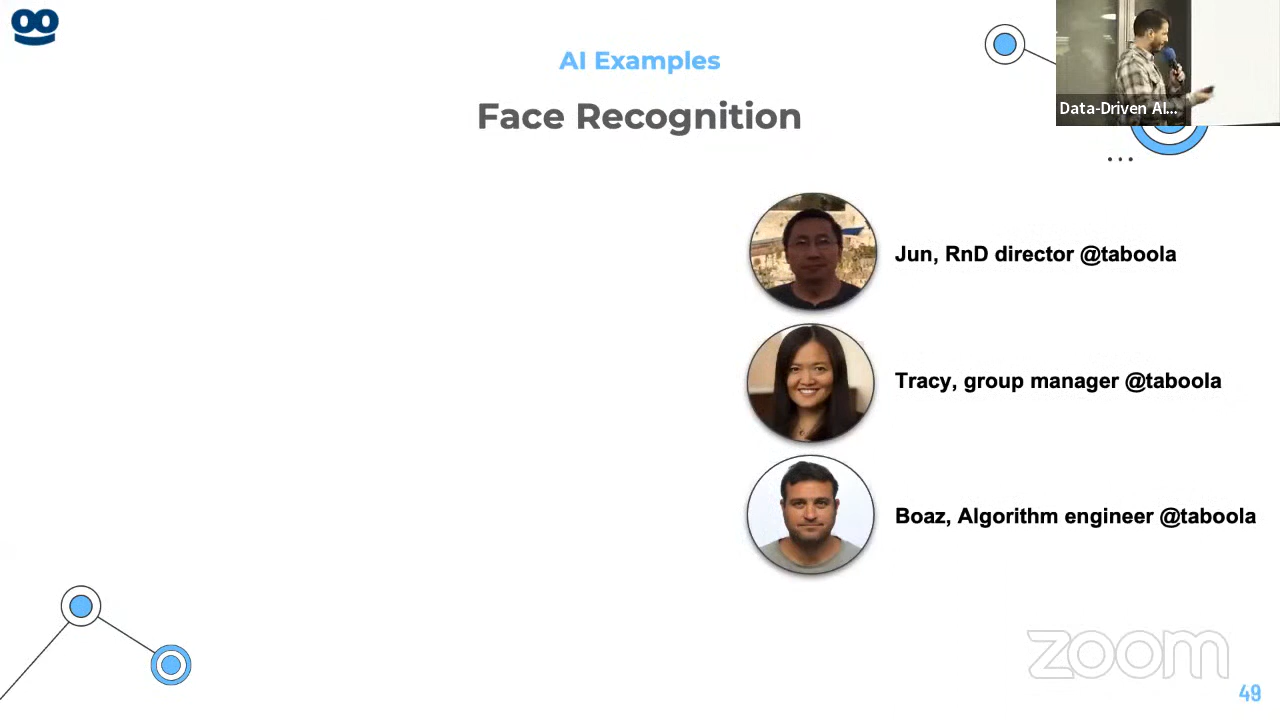 AI Examples
Face Recognition
Data-Driven AI...
Jun, RnD director @taboola
Tracy, group manager @taboola
Boaz, Algorithm engineer @taboola
zoom
49